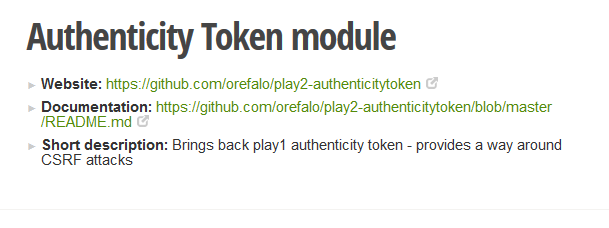 Authenticity Token module
Website: https://github.com/orefalo/play2-authenticitytoken
Documentation: https://github.com/orefalo/play2-authenticitytoken/blob/master
/README.md
Short description: Brings back play1 authenticity token - provides a way around
CSRF attacks